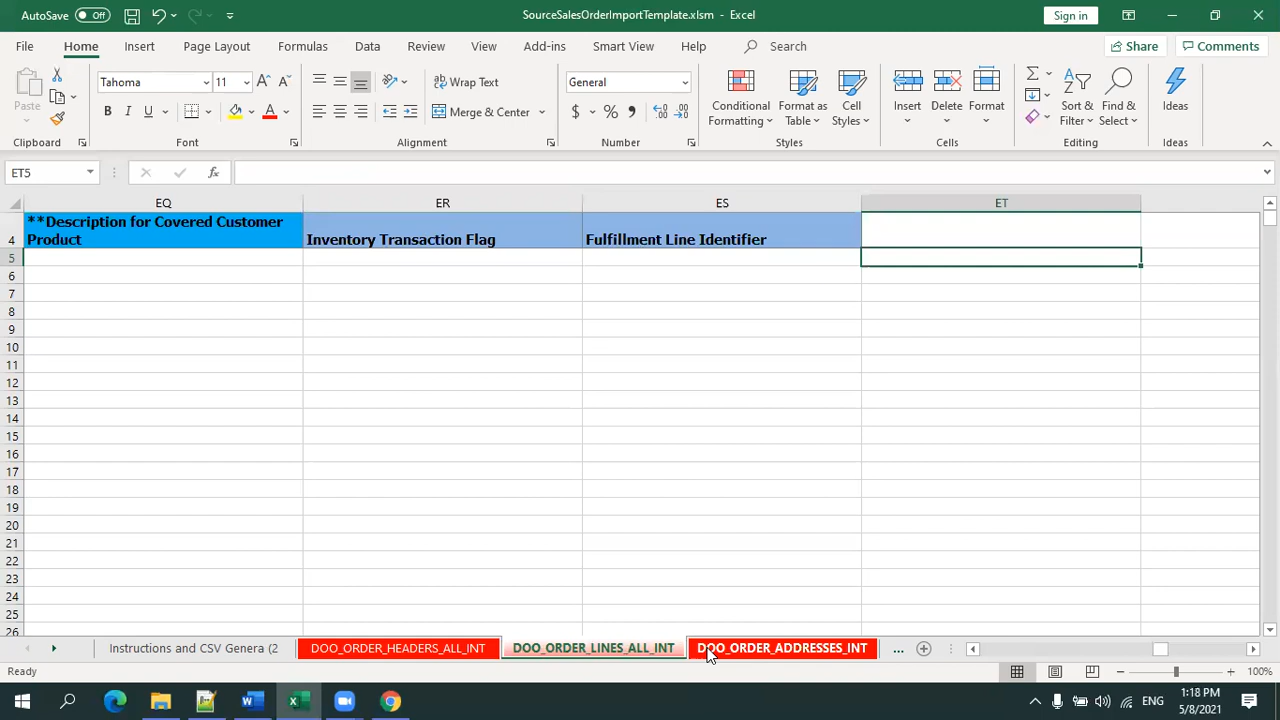 AutoSave Off
SourceSalesOrderImportTemplate.xlsm - Excel
Sign in
File Home Insert Page Layout Formulas Data Review View Add-ins Smart View Help Search Share Comments
Paste
Clipboard
Tahoma 11
B I U
Font
Wrap Text
Merge & Center
Alignment
General
$ % ,
Number
Conditional Formatting
Format as Table
Cell Styles
Styles
Insert
Delete
Format
Cells
Sort & Filter
Find & Select
Editing
Ideas
Ideas
ET5
fx
EQ ER ES ET
4
**Description for Covered Customer
Product
Inventory Transaction Flag
Fulfillment Line Identifier
5
6
7
8
9
10
11
12
13
14
15
16
17
18
19
20
21
22
23
24
25
26
Instructions and CSV Genera (2
DOO_ORDER_HEADERS_ALL_INT
DOO_ORDER_LINES_ALL_INT
DOO_ORDER_ADDRESSES_INT
...
Ready
100%
ENG
1:18 PM
5/8/2021